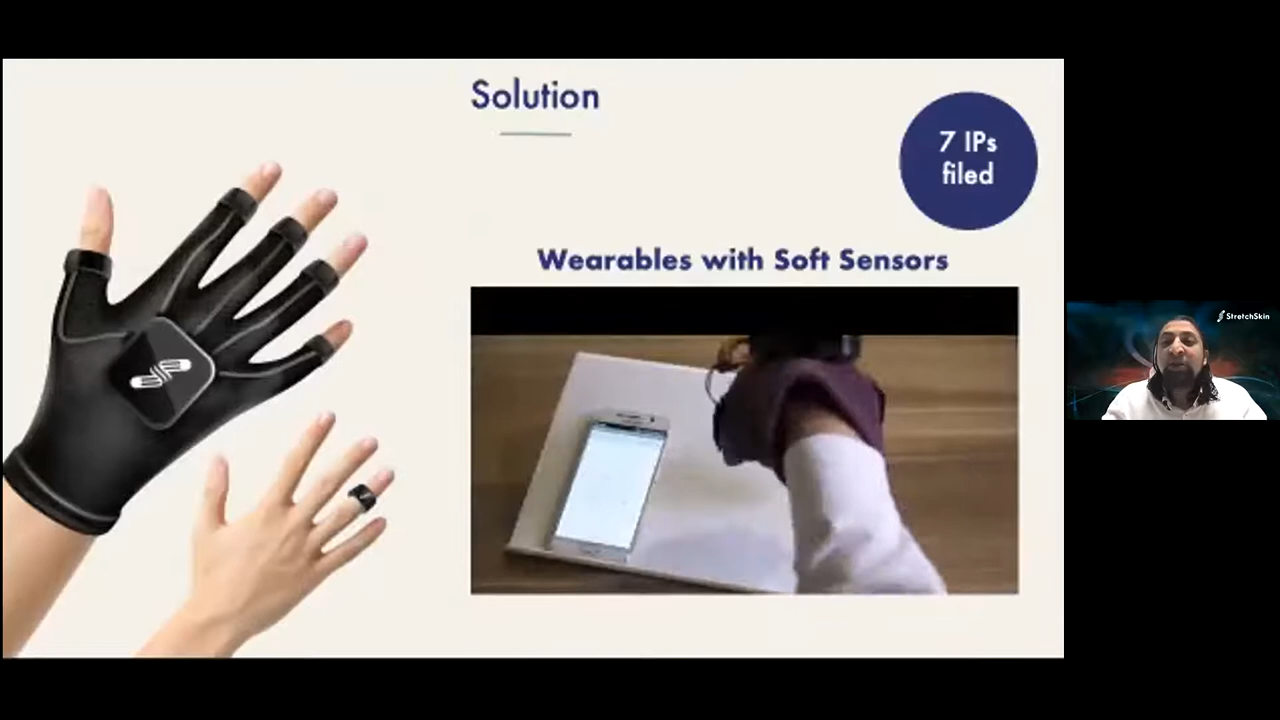 Solution
7 IPs
filed
Wearables with Soft Sensors
StretchSkin